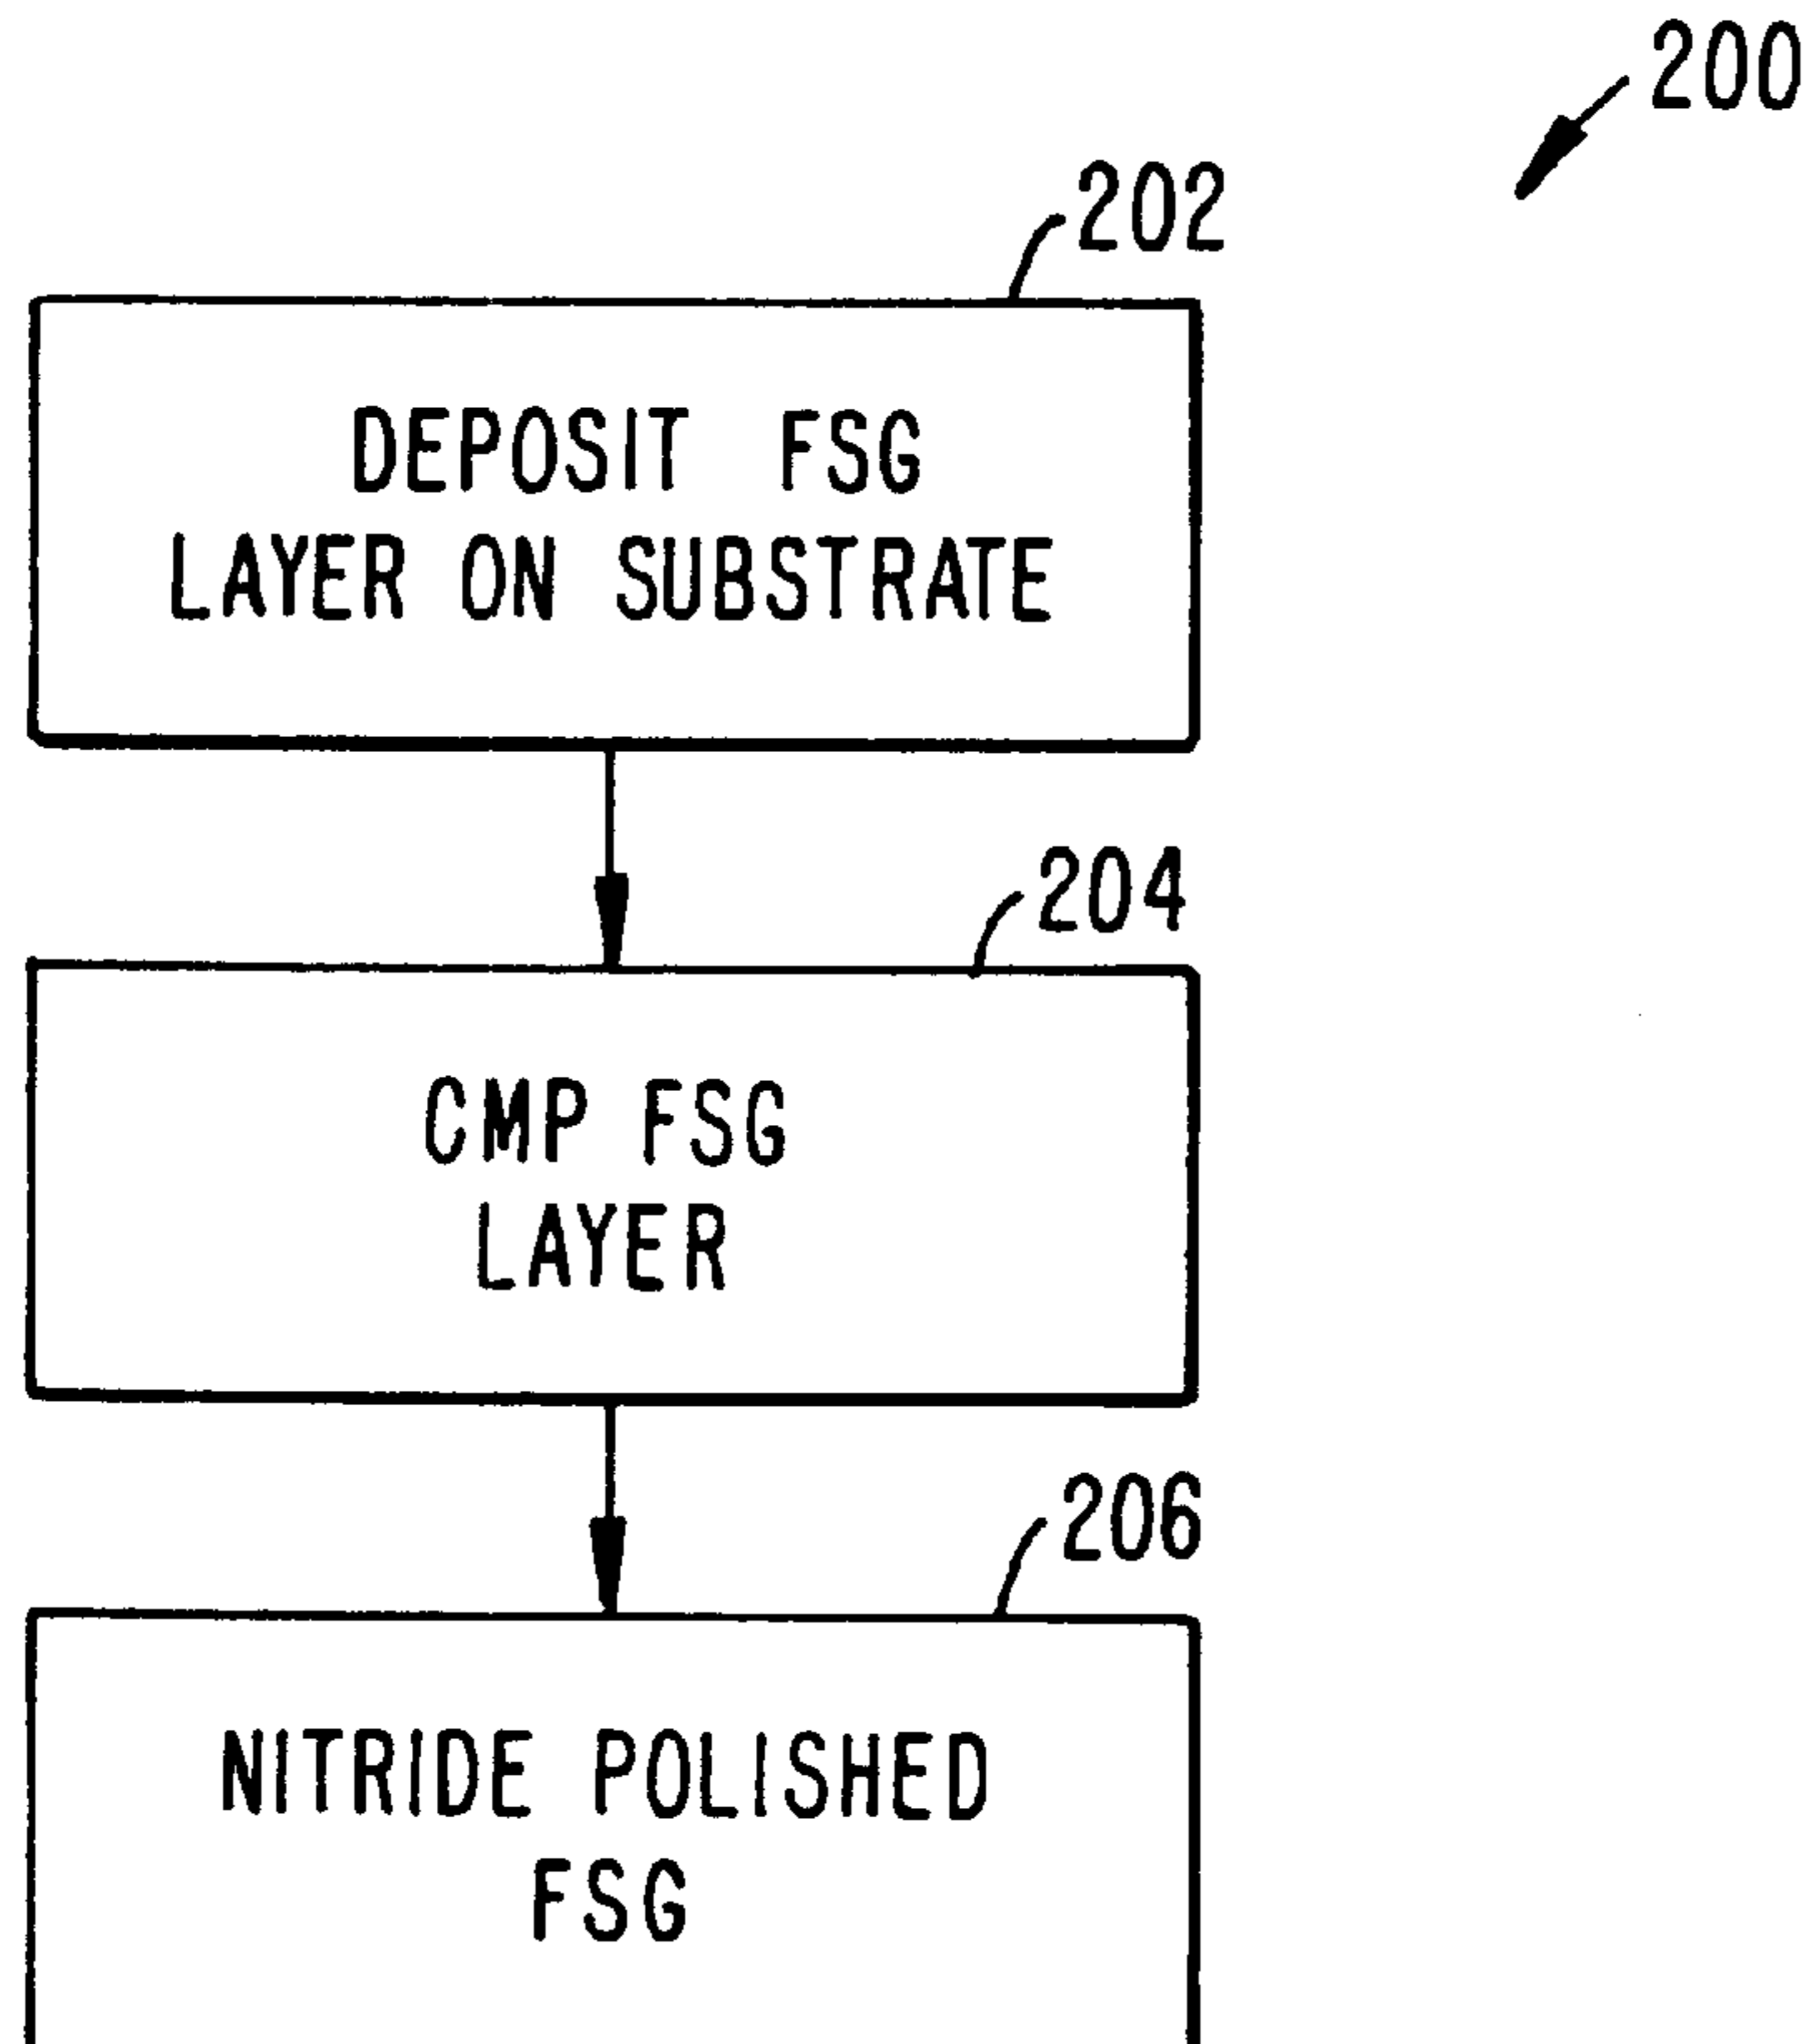 200
202
DEPOSIT FSG
LAYER ON SUBSTRATE
204
CMP FSG
LAYER
206
NITRIDE POLISHED
FSG